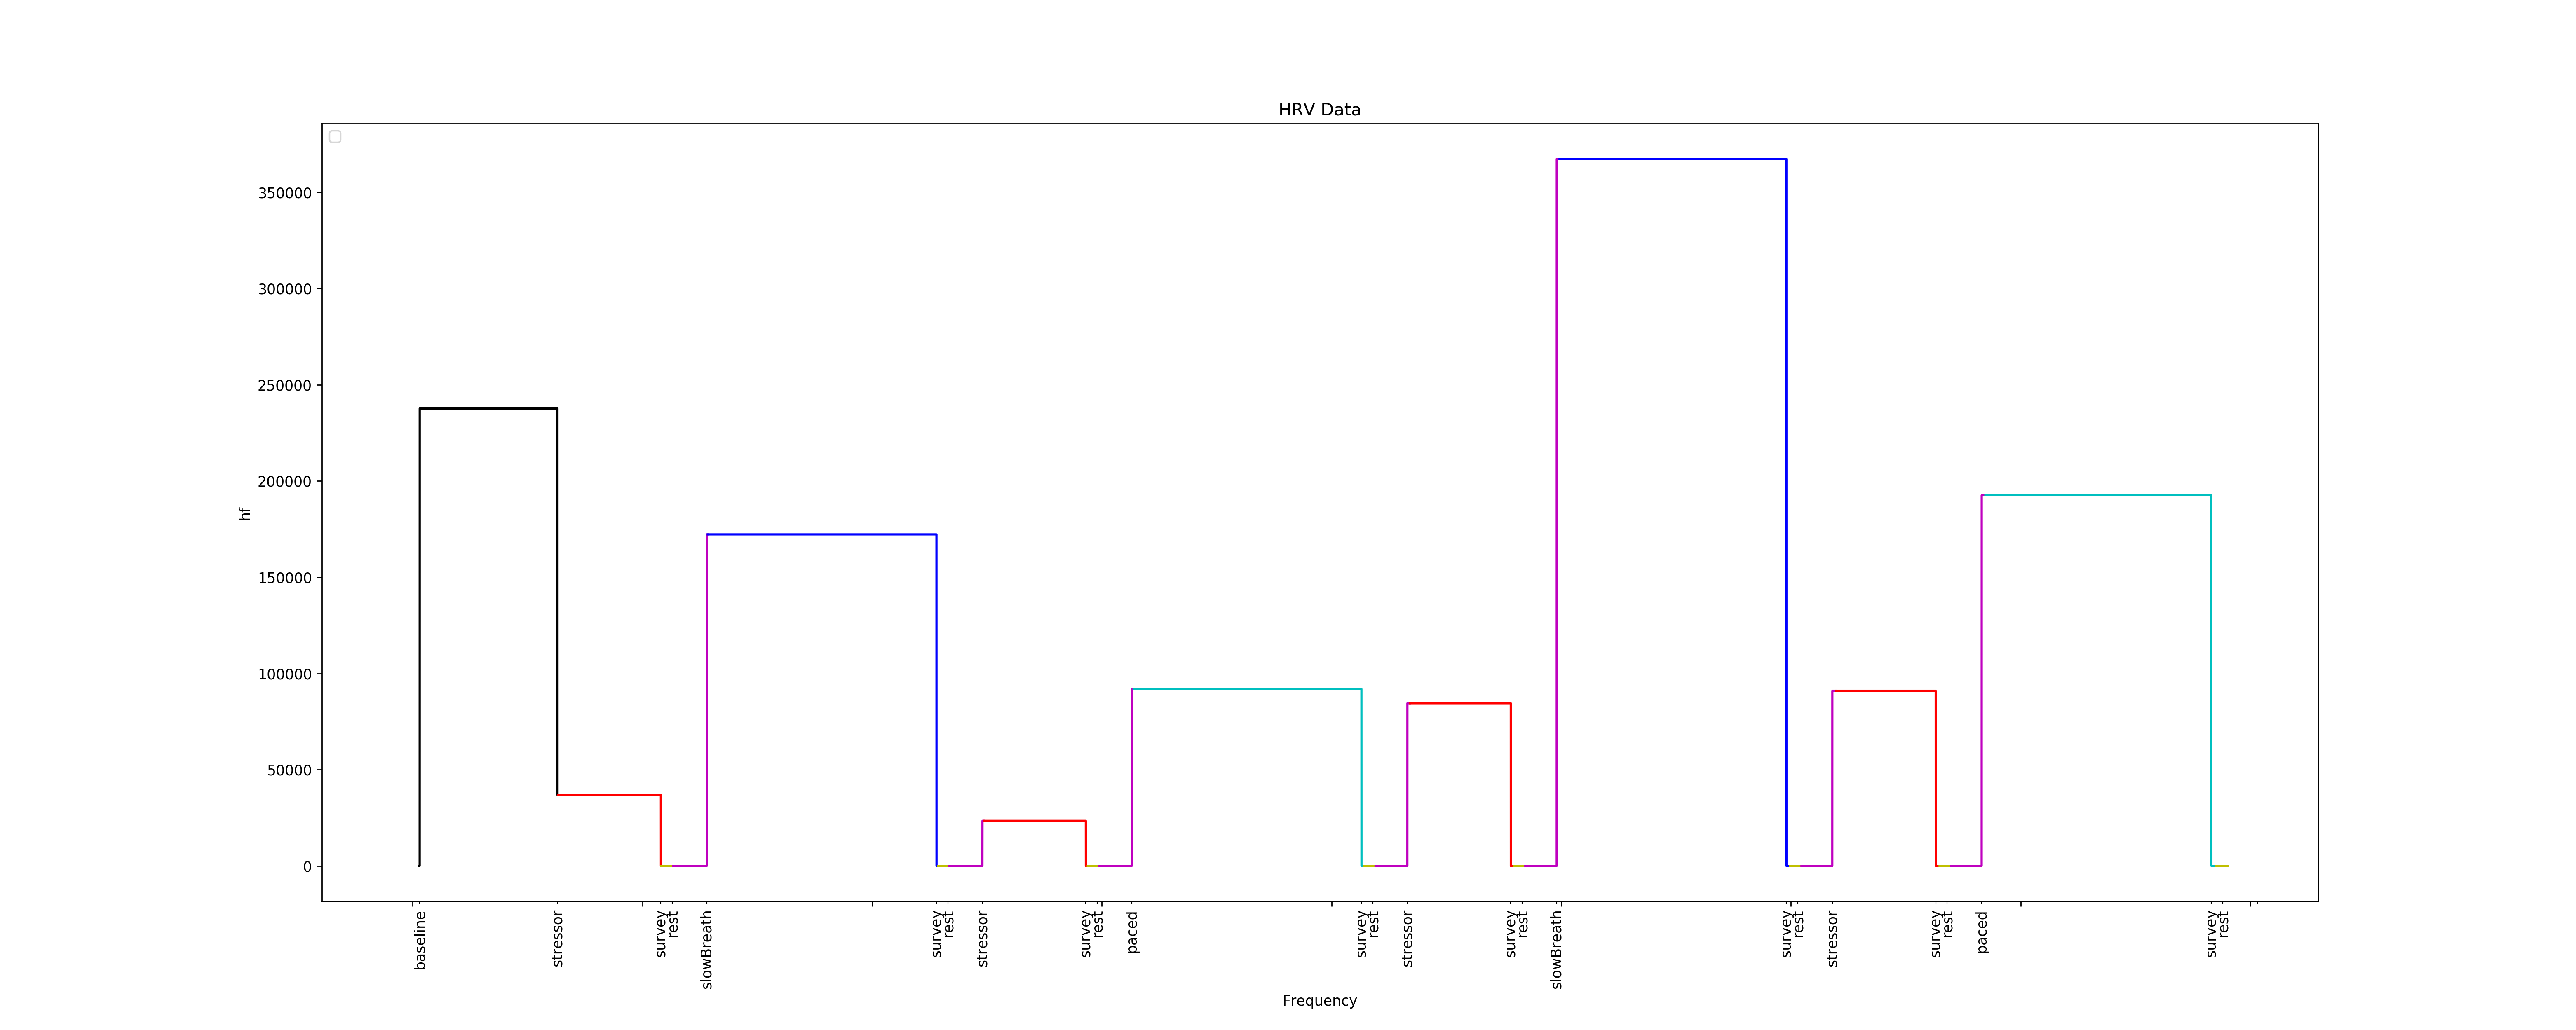 HRV Data
350000
300000
250000
200000
150000
100000
50000
0
hf
baseline
stressor
survey
rest
slowBreath
survey
rest
stressor
survey
rest
paced
survey
rest
stressor
survey
rest
slowBreath
survey
rest
stressor
survey
rest
paced
survey
rest
Frequency